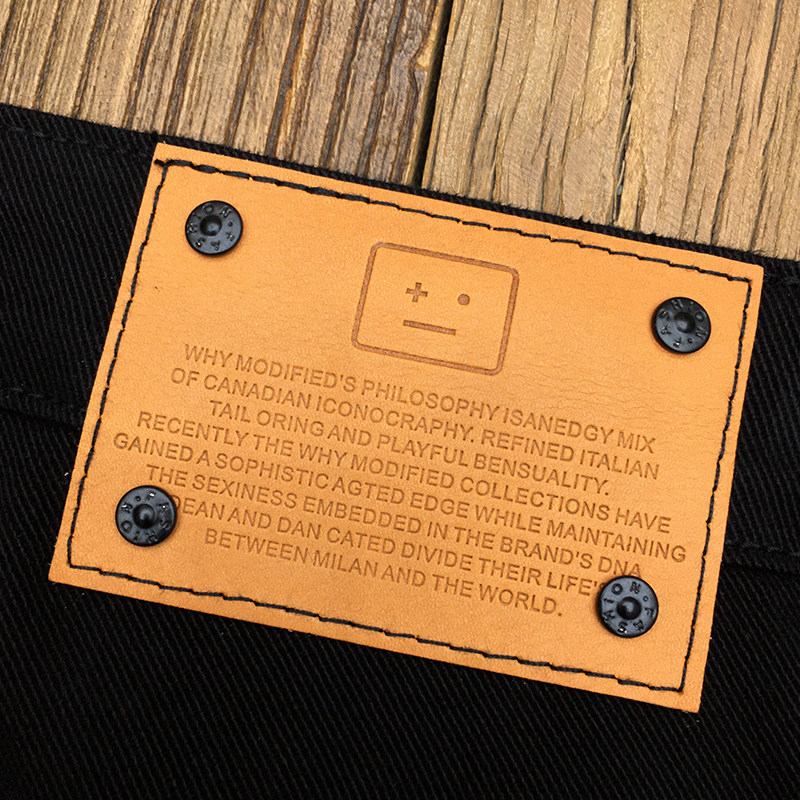 WHY MODIFIED'S PHILOSOPHY ISANEDGY MIX
OF CANADIAN ICONOCRAPHY. REFINED ITALIAN
TAIL ORING AND PLAYFUL BENSUALITY.
RECENTLY THE WHY MODIFIED COLLECTIONS HAVE
GAINED A SOPHISTIC AGTED EDGE WHILE MAINTAINING
THE SEXINESS EMBEDDED IN THE BRAND'S DNA
DEAN AND DAN CATED DIVIDE THEIR LIFE'S
BETWEEN MILAN AND THE WORLD.